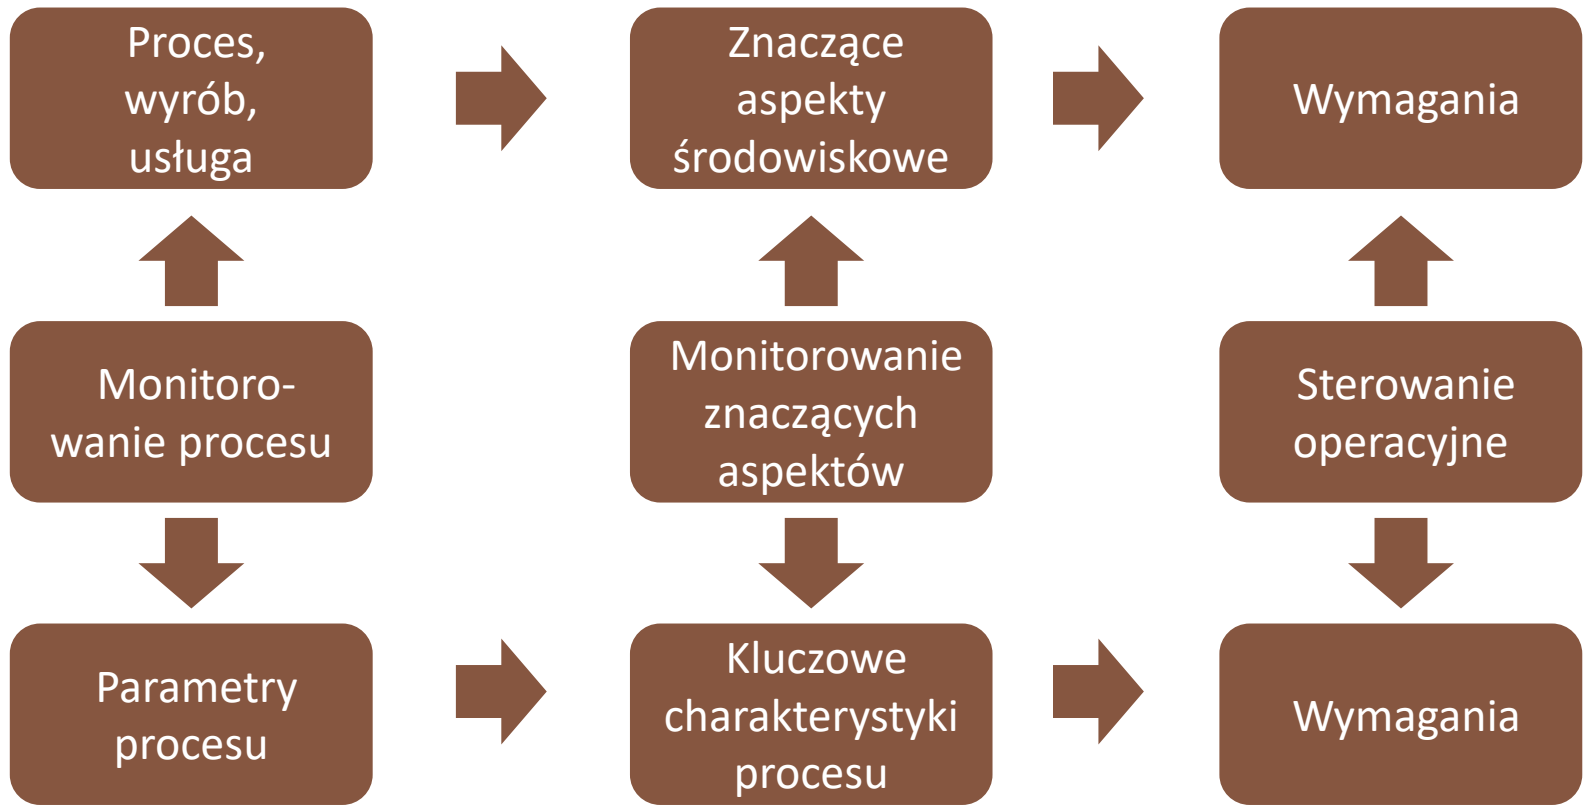 Proces,
wyrób,
usługa
Znaczące
aspekty
środowiskowe
Wymagania
Monitoro-
wanie procesu
Monitorowanie
znaczących
aspektów
Sterowanie
operacyjne
Parametry
procesu
Kluczowe
charakterystyki
procesu
Wymagania